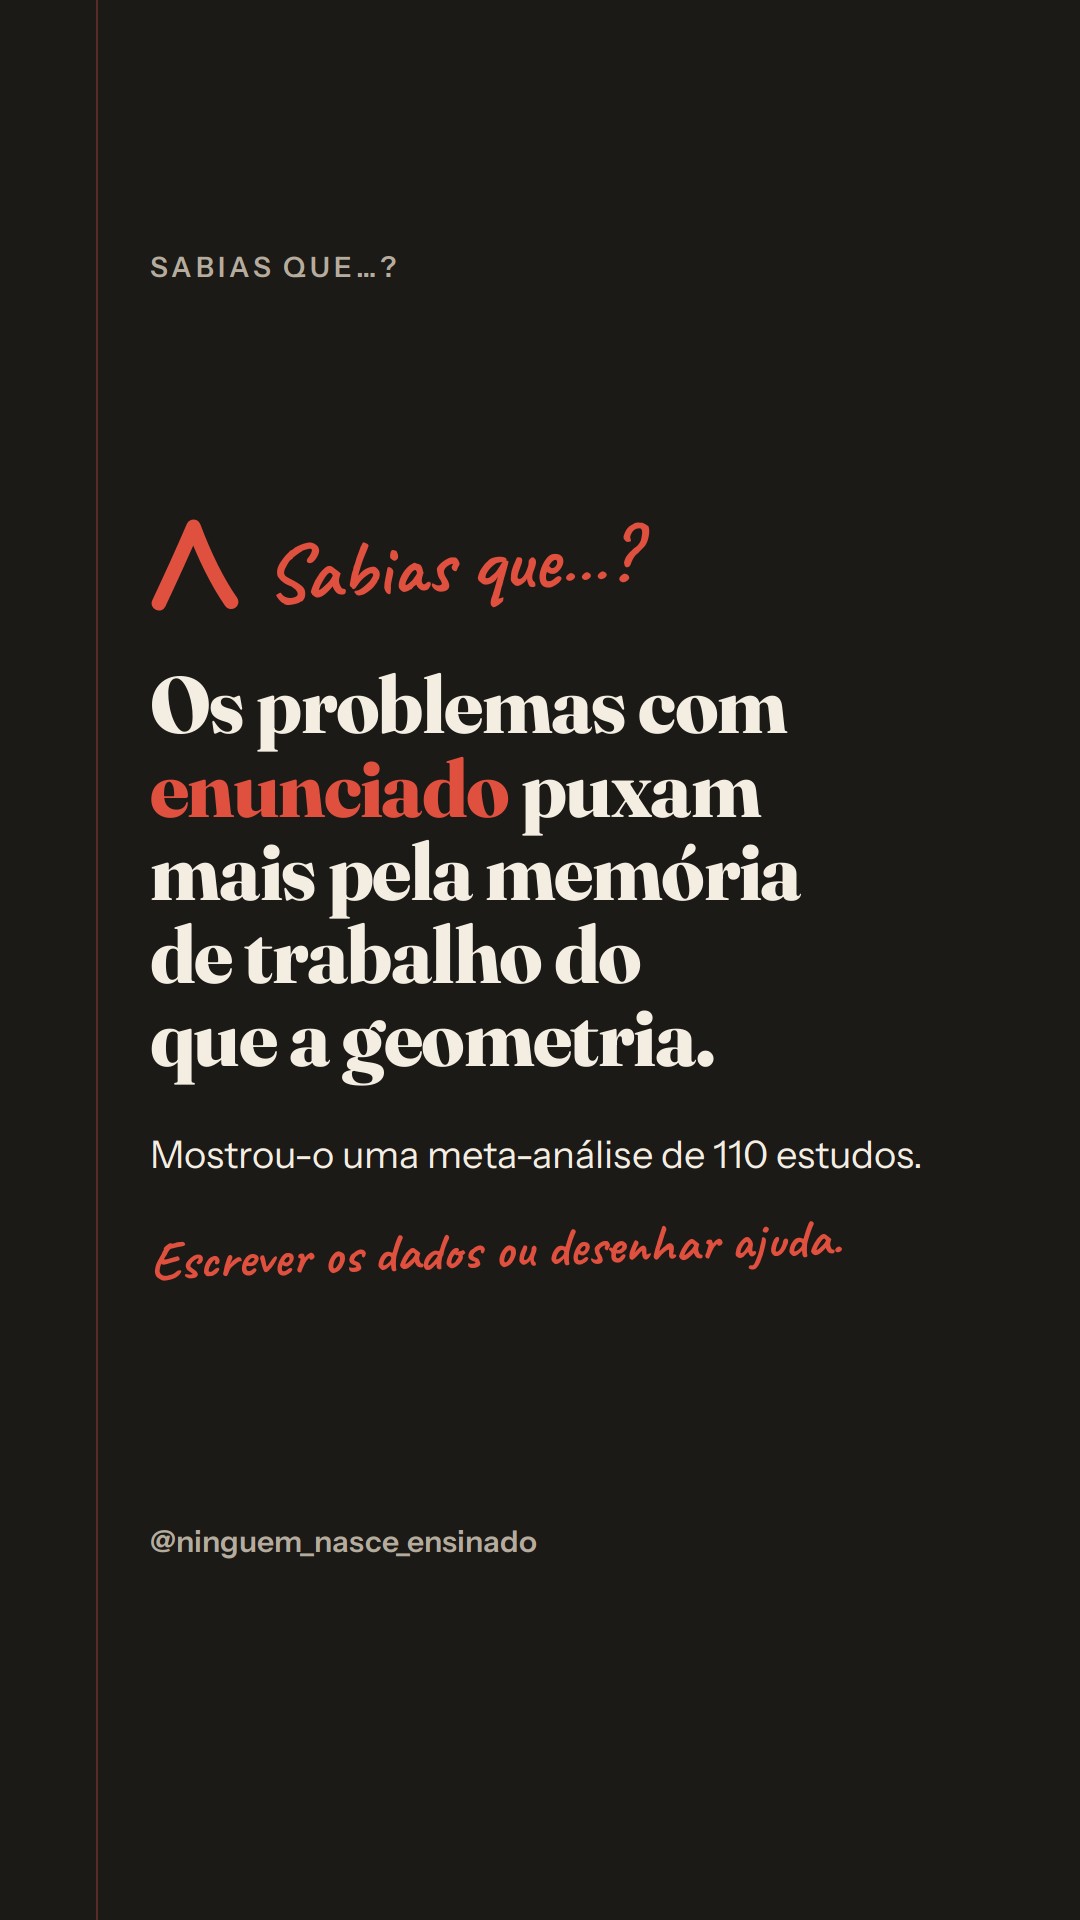 SABIAS QUE...?
Sabias que...?
Os problemas com
enunciado puxam
mais pela memória
de trabalho do
que a geometria.
Mostrou-o uma meta-análise de 110 estudos.
Escrever os dados ou desenhar ajuda.
@ninguem_nasce_ensinado